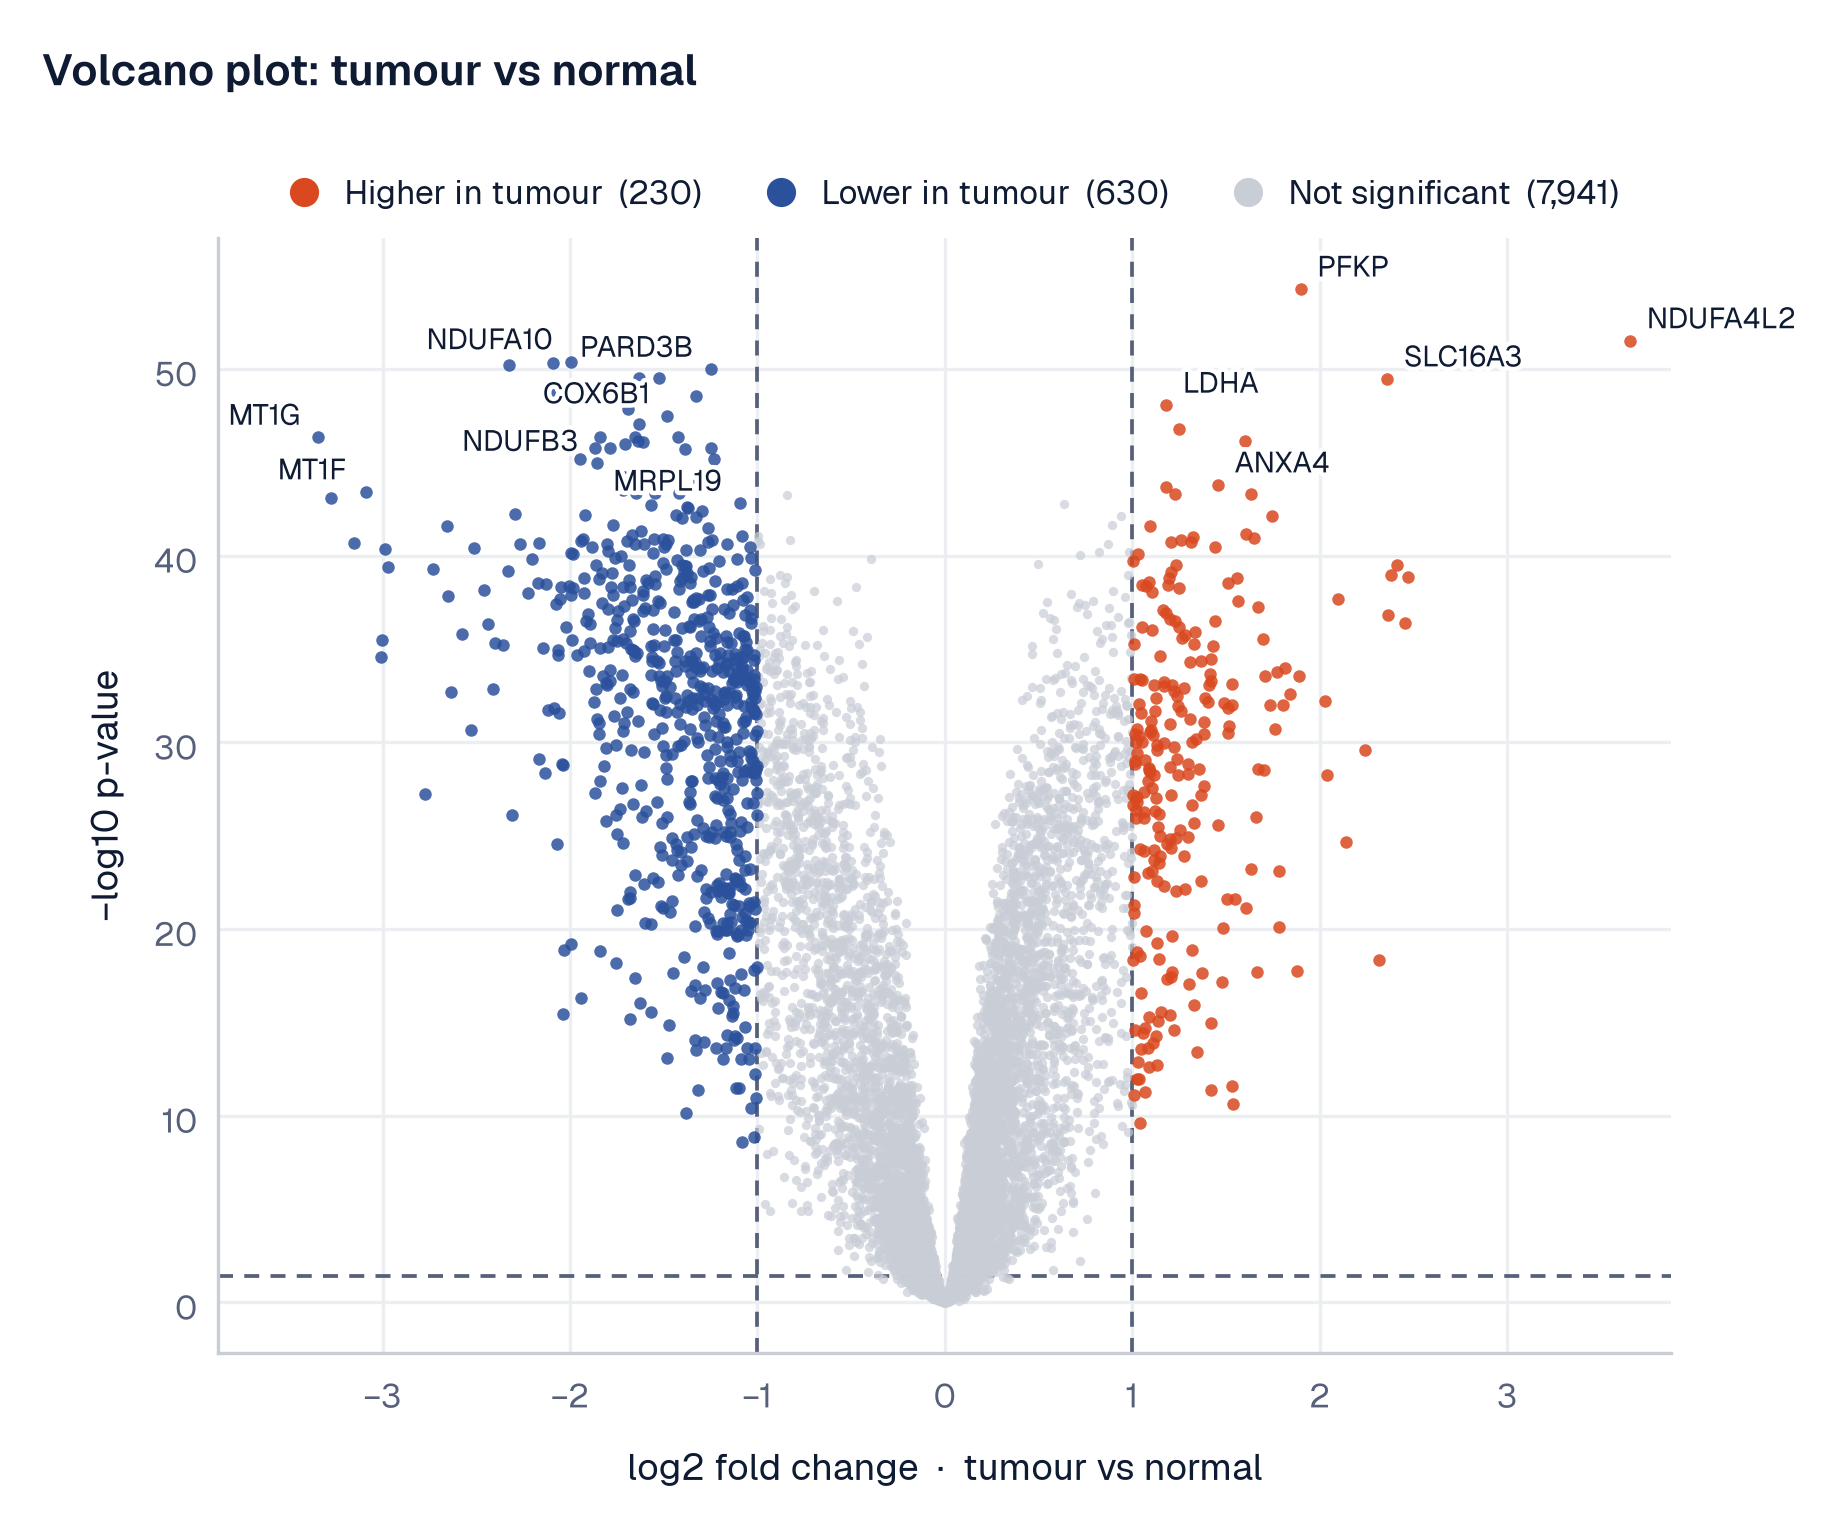 Volcano plot: tumour vs normal
Higher in tumour (230)
Lower in tumour (630)
Not significant (7,941)
PFKP
NDUFA4L2
NDUFA10
PARD3B
SLC16A3
LDHA
COX6B1
MT1G
NDUFB3
ANXA4
MT1F
MRPL19
50
40
30
20
10
0
−log10 p-value
−3
−2
−1
0
1
2
3
log2 fold change · tumour vs normal